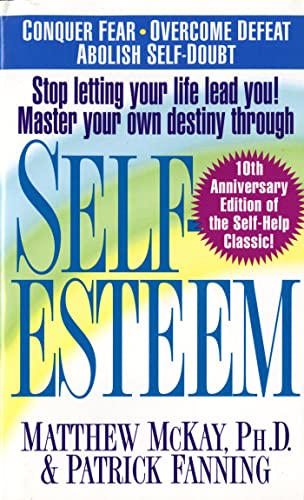 CONQUER FEAR • OVERCOME DEFEAT
ABOLISH SELF-DOUBT
Stop letting your life lead you!
Master your own destiny through
SELF-
ESTEEM
10th
Anniversary
Edition of
the Self-Help
Classic!
MATTHEW MCKAY, PH.D.
& PATRICK FANNING